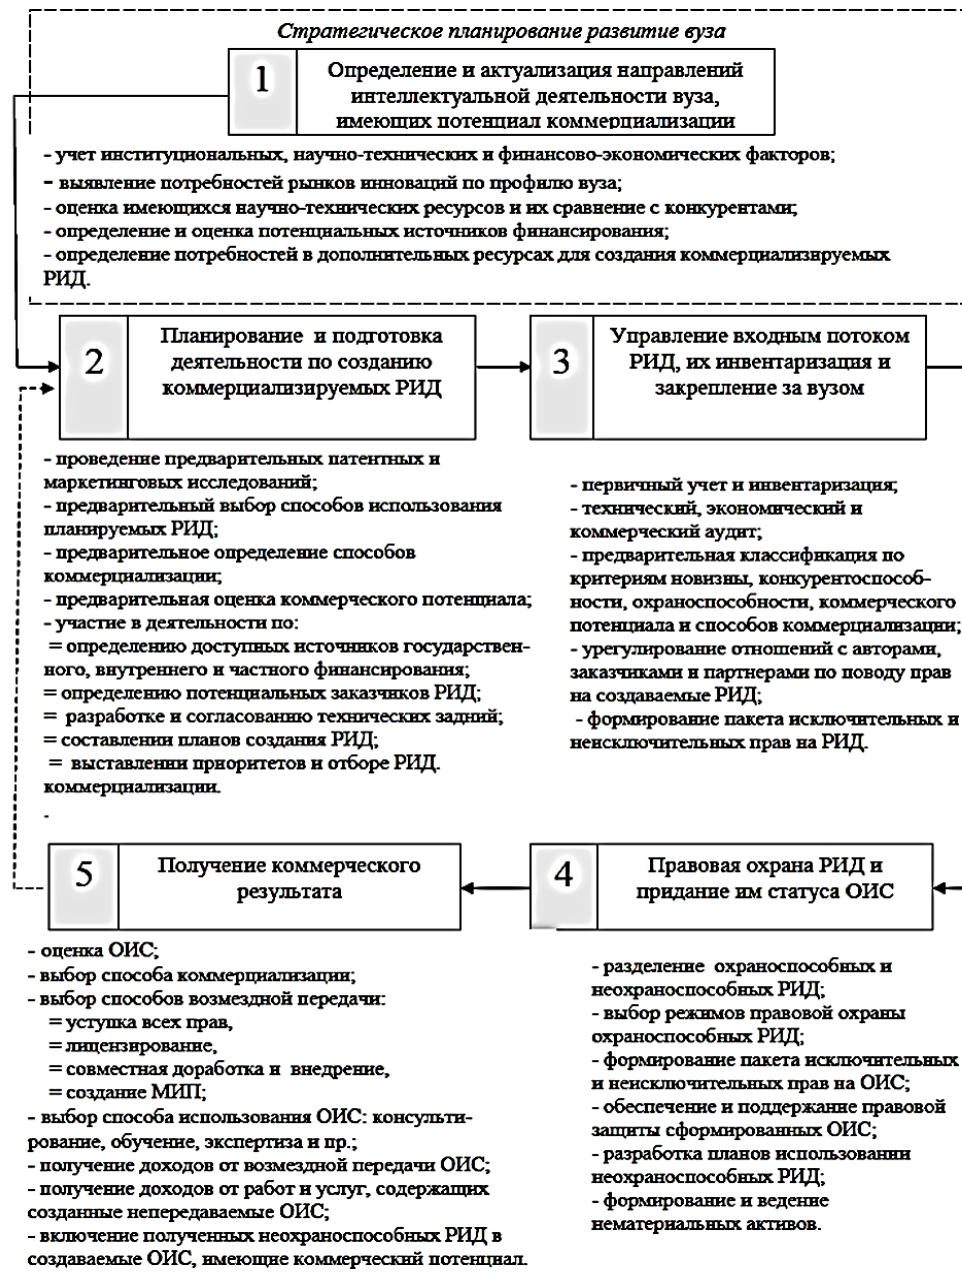 Стратегическое планирование развитие вуза
1
Определение и актуализация направлений
интеллектуальной деятельности вуза,
имеющих потенциал коммерциализации
- учет институциональных, научно-технических и финансово-экономических факторов;
- выявление потребностей рынков инноваций по профилю вуза;
- оценка имеющихся научно-технических ресурсов и их сравнение с конкурентами;
- определение и оценка потенциальных источников финансирования;
- определение потребностей в дополнительных ресурсах для создания коммерциализируемых
РИД.
2
Планирование и подготовка
деятельности по созданию
коммерциализируемых РИД
- проведение предварительных патентных и
маркетинговых исследований;
- предварительный выбор способов использования
планируемых РИД;
- предварительное определение способов
коммерциализации;
- предварительная оценка коммерческого потенциала;
- участие в деятельности по:
= определению доступных источников государствен-
ного, внутреннего и частного финансирования;
= определению потенциальных заказчиков РИД;
= разработке и согласованию технических задний;
= составлении планов создания РИД;
= выставлении приоритетов и отборе РИД.
коммерциализации.
.
3
Управление входным потоком
РИД, их инвентаризация и
закрепление за вузом
- первичный учет и инвентаризация;
- технический, экономический и
коммерческий аудит;
- предварительная классификация по
критериям новизны, конкурентоспособ-
ности, охраноспособности, коммерческого
потенциала и способов коммерциализации;
- урегулирование отношений с авторами,
заказчиками и партнерами по поводу прав
на создаваемые РИД;
- формирование пакета исключительных и
неисключительных прав на РИД.
4
Правовая охрана РИД и
придание им статуса ОИС
- разделение охраноспособных и
неохраноспособных РИД;
- выбор режимов правовой охраны
охраноспособных РИД;
- формирование пакета исключительных
и неисключительных прав на ОИС;
- обеспечение и поддержание правовой
защиты сформированных ОИС;
- разработка планов использовании
неохраноспособных РИД;
- формирование и ведение
нематериальных активов.
5
Получение коммерческого
результата
- оценка ОИС;
- выбор способа коммерциализации;
- выбор способов возмездной передачи:
= уступка всех прав,
= лицензирование,
= совместная доработка и внедрение,
= создание МИП;
- выбор способа использования ОИС: консульти-
рование, обучение, экспертиза и пр.;
- получение доходов от возмездной передачи ОИС;
- получение доходов от работ и услуг, содержащих
созданные непередаваемые ОИС;
- включение полученных неохраноспособных РИД в
создаваемые ОИС, имеющие коммерческий потенциал.